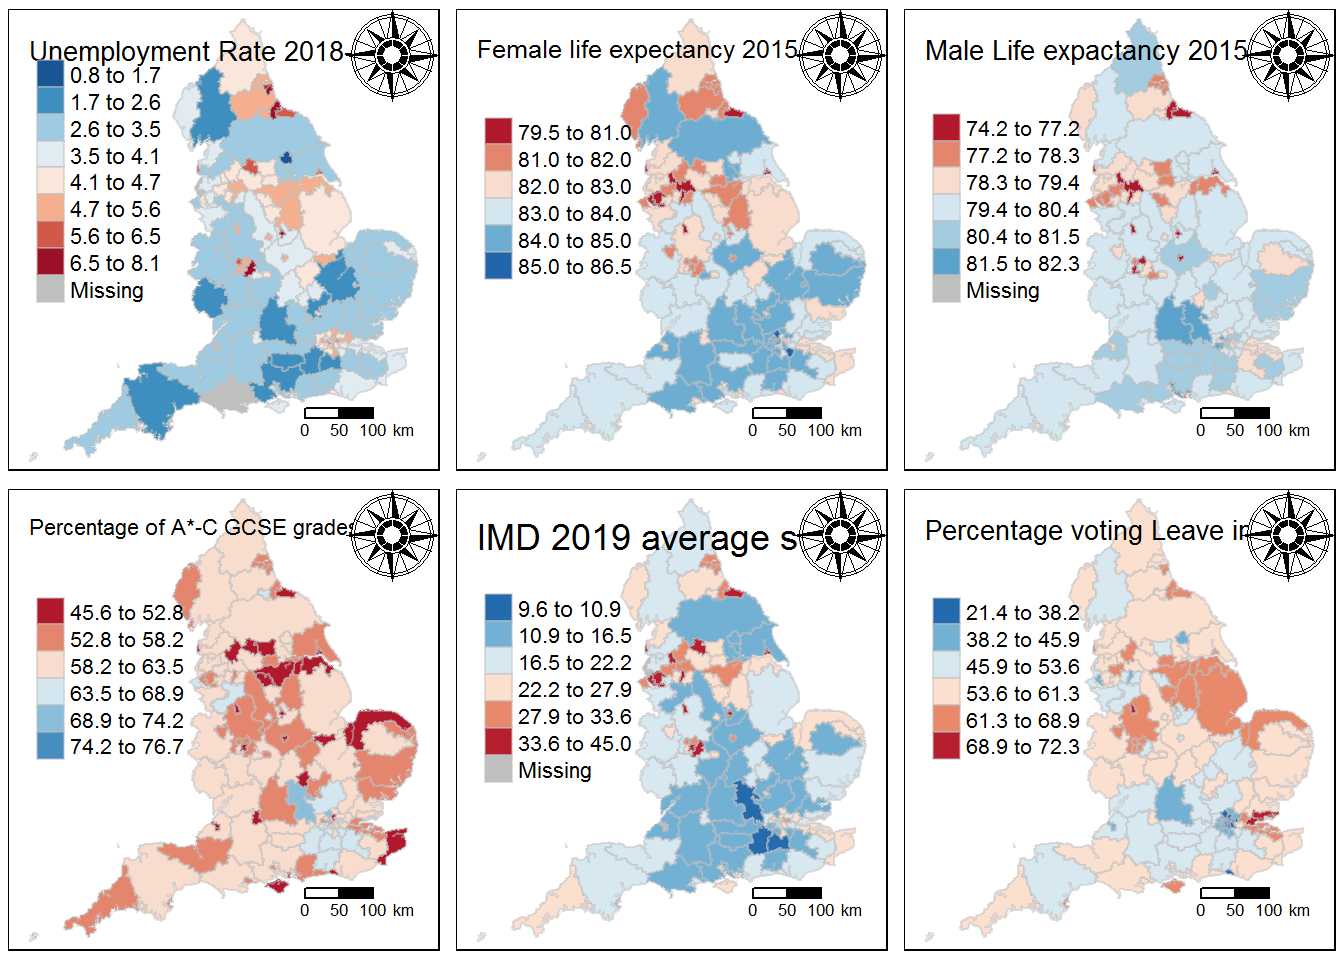 Unemployment Rate 2018
0.8 to 1.7
1.7 to 2.6
2.6 to 3.5
3.5 to 4.1
4.1 to 4.7
4.7 to 5.6
5.6 to 6.5
6.5 to 8.1
Missing
0 50 100 km
Female life expectancy 2015
79.5 to 81.0
81.0 to 82.0
82.0 to 83.0
83.0 to 84.0
84.0 to 85.0
85.0 to 86.5
0 50 100 km
Male Life expactancy 2015
74.2 to 77.2
77.2 to 78.3
78.3 to 79.4
79.4 to 80.4
80.4 to 81.5
81.5 to 82.3
Missing
0 50 100 km
Percentage of A*-C GCSE grades
45.6 to 52.8
52.8 to 58.2
58.2 to 63.5
63.5 to 68.9
68.9 to 74.2
74.2 to 76.7
0 50 100 km
IMD 2019 average s
9.6 to 10.9
10.9 to 16.5
16.5 to 22.2
22.2 to 27.9
27.9 to 33.6
33.6 to 45.0
Missing
0 50 100 km
Percentage voting Leave in
21.4 to 38.2
38.2 to 45.9
45.9 to 53.6
53.6 to 61.3
61.3 to 68.9
68.9 to 72.3
0 50 100 km